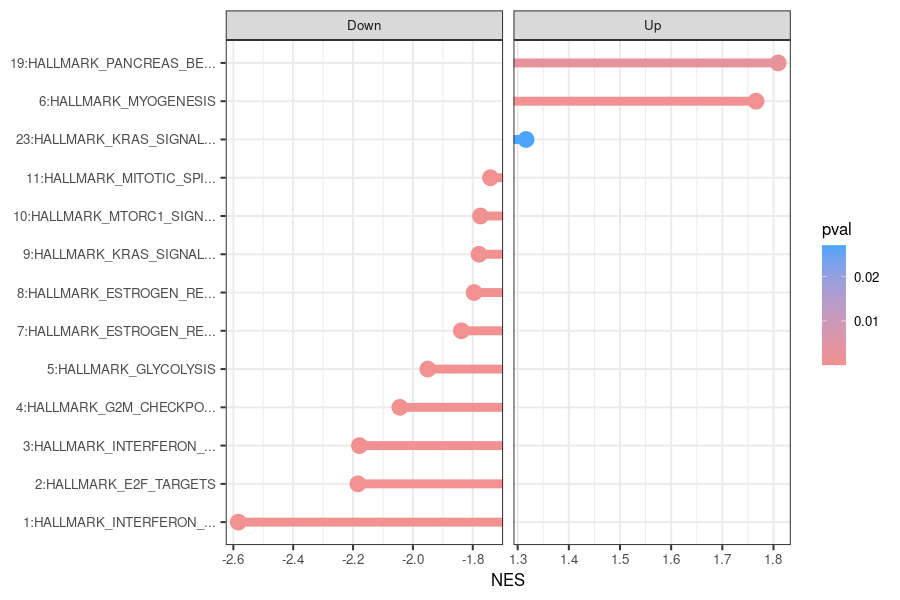 Down
Up
19:HALLMARK_PANCREAS_BE...
6:HALLMARK_MYOGENESIS
23:HALLMARK_KRAS_SIGNAL...
11:HALLMARK_MITOTIC_SPI...
10:HALLMARK_MTORC1_SIGN...
9:HALLMARK_KRAS_SIGNAL...
8:HALLMARK_ESTROGEN_RE...
7:HALLMARK_ESTROGEN_RE...
5:HALLMARK_GLYCOLYSIS
4:HALLMARK_G2M_CHECKPO...
3:HALLMARK_INTERFERON_...
2:HALLMARK_E2F_TARGETS
1:HALLMARK_INTERFERON_...
-2.6 -2.4 -2.2 -2.0 -1.8
1.3 1.4 1.5 1.6 1.7 1.8
NES
pval
0.02
0.01